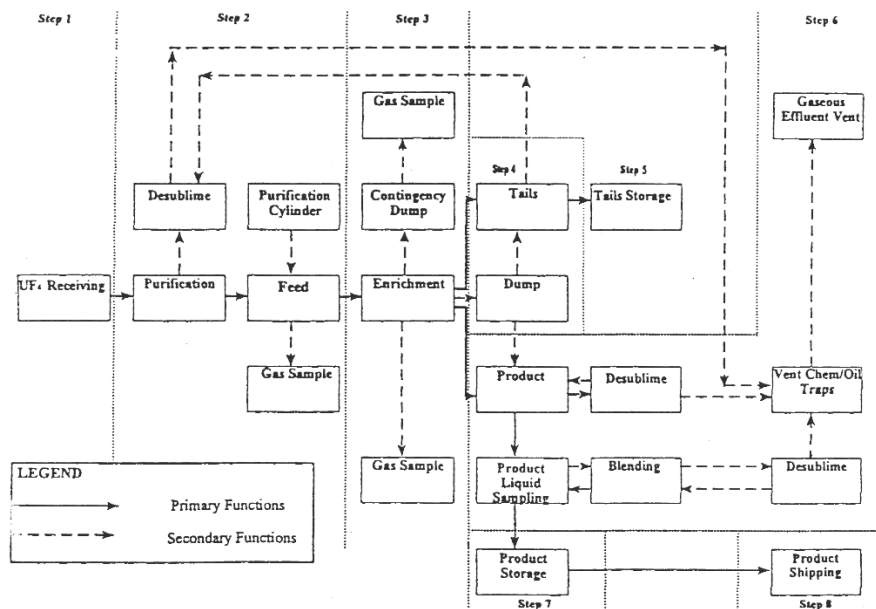 Step 1
Step 2
Step 3
Step 6
Gas Sample
Gaseous
Effluent Vent
Step 4
Step 5
Desublime
Purification
Cylinder
Contingency
Dump
Tails
Tails Storage
UF₆ Receiving
Purification
Feed
Enrichment
Dump
Gas Sample
Product
Desublime
Vent Chem/Oil
Traps
LEGEND
Primary Functions
Secondary Functions
Gas Sample
Product
Liquid
Sampling
Blending
Desublime
Product
Storage
Product
Shipping
Step 7
Step 8